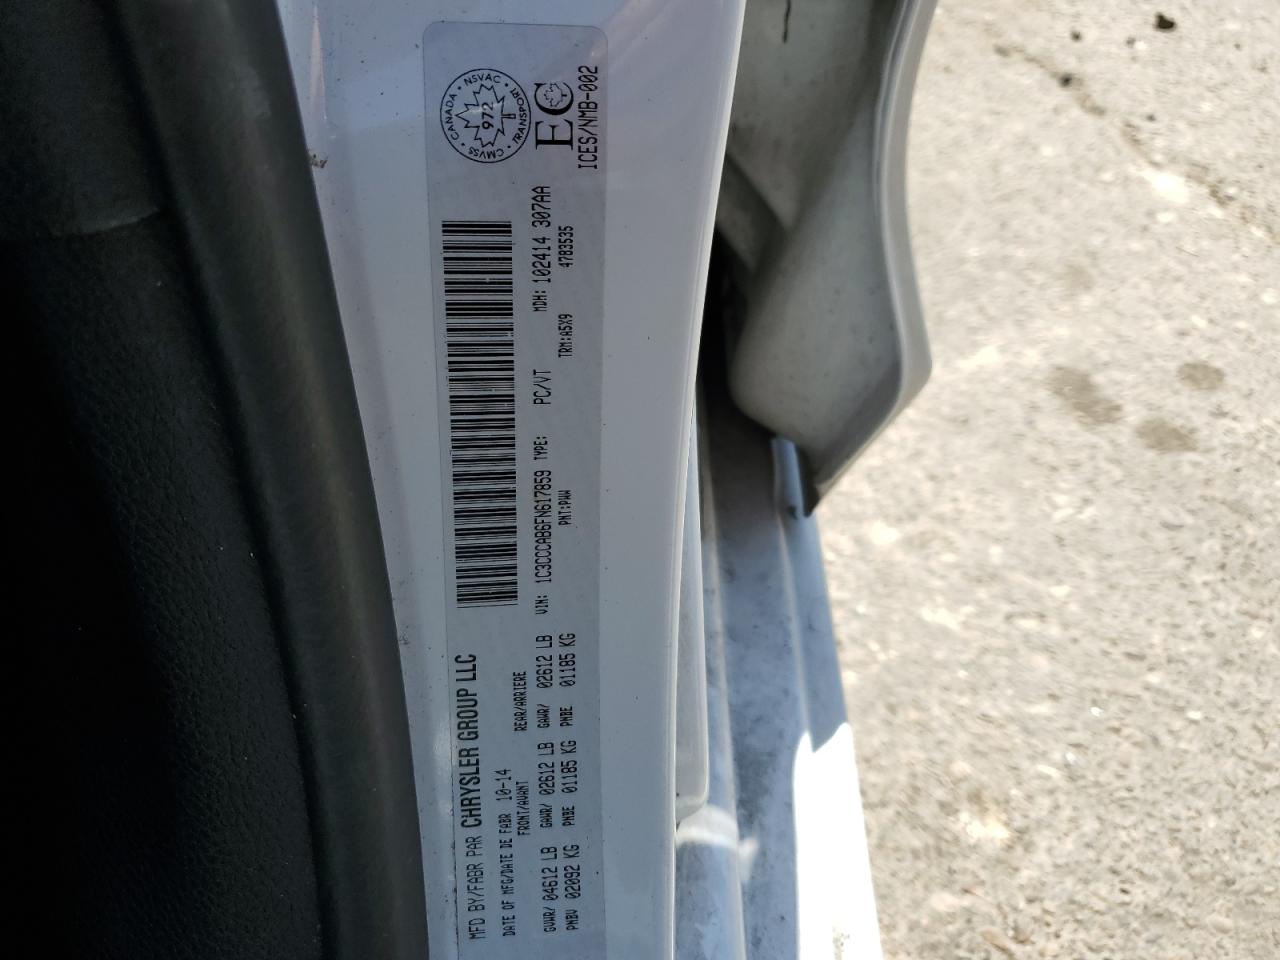 MFD BY/FABR PAR CHRYSLER GROUP LLC
DATE OF MFG/DATE DE FABR 10-14
FRONT/AVANT REAR/ARRIERE
GVWR/ 04612 LB GAWR/ 02612 LB GAWR/ 02612 LB
PNBV 02092 KG PNBE 01185 KG PNBE 01185 KG
VIN: 1C3CCCAB6FN617859 TYPE: PC/VT MDH: 102414 307AA
PNT:PWW TRM:A5X9 4783535
CANADA · NSVAC · TRANSPORT · CMVSS ·
972
EC
ICES/NMB-002